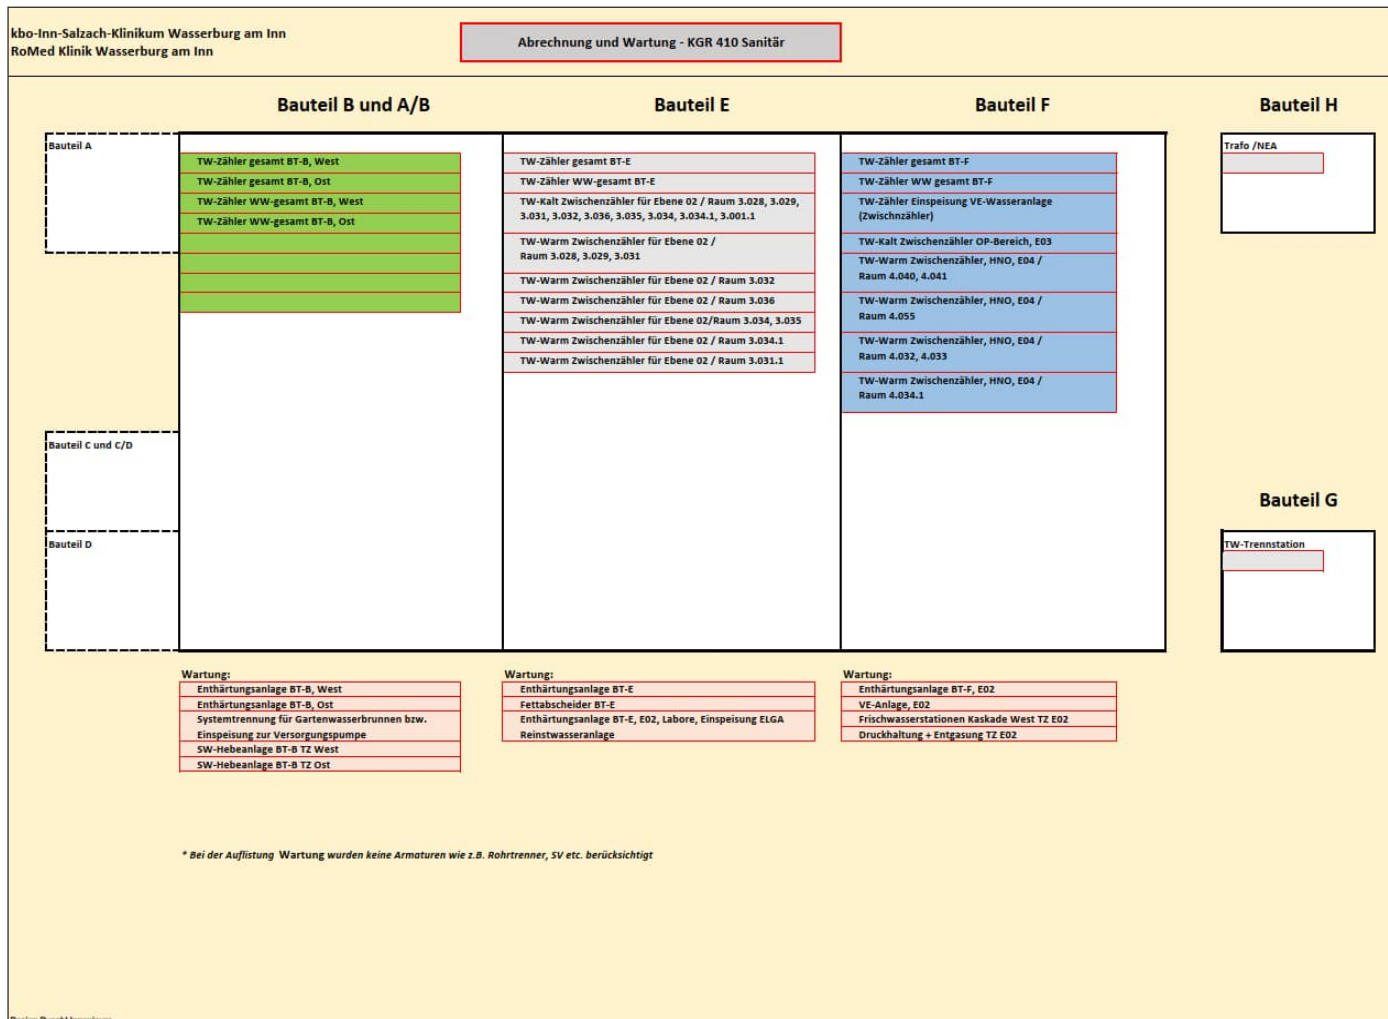 kbo-Inn-Salzach-Klinikum Wasserburg am Inn
RoMed Klinik Wasserburg am Inn
Abrechnung und Wartung - KGR 410 Sanitär
Bauteil B und A/B
Bauteil E
Bauteil F
Bauteil H
Bauteil A
TW-Zähler gesamt BT-B, West
TW-Zähler gesamt BT-B, Ost
TW-Zähler WW-gesamt BT-B, West
TW-Zähler WW-gesamt BT-B, Ost
TW-Zähler gesamt BT-E
TW-Zähler WW-gesamt BT-E
TW-Kalt Zwischenzähler für Ebene 02 / Raum 3.028, 3.029,
3.031, 3.032, 3.036, 3.035, 3.034, 3.034.1, 3.001.1
TW-Warm Zwischenzähler für Ebene 02 /
Raum 3.028, 3.029, 3.031
TW-Warm Zwischenzähler für Ebene 02 / Raum 3.032
TW-Warm Zwischenzähler für Ebene 02 / Raum 3.036
TW-Warm Zwischenzähler für Ebene 02/Raum 3.034, 3.035
TW-Warm Zwischenzähler für Ebene 02 / Raum 3.034.1
TW-Warm Zwischenzähler für Ebene 02 / Raum 3.031.1
TW-Zähler gesamt BT-F
TW-Zähler WW gesamt BT-F
TW-Zähler Einspeisung VE-Wasseranlage
(Zwischnzähler)
TW-Kalt Zwischenzähler OP-Bereich, E03
TW-Warm Zwischenzähler, HNO, E04 /
Raum 4.040, 4.041
TW-Warm Zwischenzähler, HNO, E04 /
Raum 4.055
TW-Warm Zwischenzähler, HNO, E04 /
Raum 4.032, 4.033
TW-Warm Zwischenzähler, HNO, E04 /
Raum 4.034.1
Trafo /NEA
Bauteil C und C/D
Bauteil D
Bauteil G
TW-Trennstation
Wartung:
Enthärtungsanlage BT-B, West
Enthärtungsanlage BT-B, Ost
Systemtrennung für Gartenwasserbrunnen bzw.
Einspeisung zur Versorgungspumpe
SW-Hebeanlage BT-B TZ West
SW-Hebeanlage BT-B TZ Ost
Wartung:
Enthärtungsanlage BT-E
Fettabscheider BT-E
Enthärtungsanlage BT-E, E02, Labore, Einspeisung ELGA
Reinstwasseranlage
Wartung:
Enthärtungsanlage BT-F, E02
VE-Anlage, E02
Frischwasserstationen Kaskade West TZ E02
Druckhaltung + Entgasung TZ E02
* Bei der Auflistung Wartung wurden keine Armaturen wie z.B. Rohrtrenner, SV etc. berücksichtigt